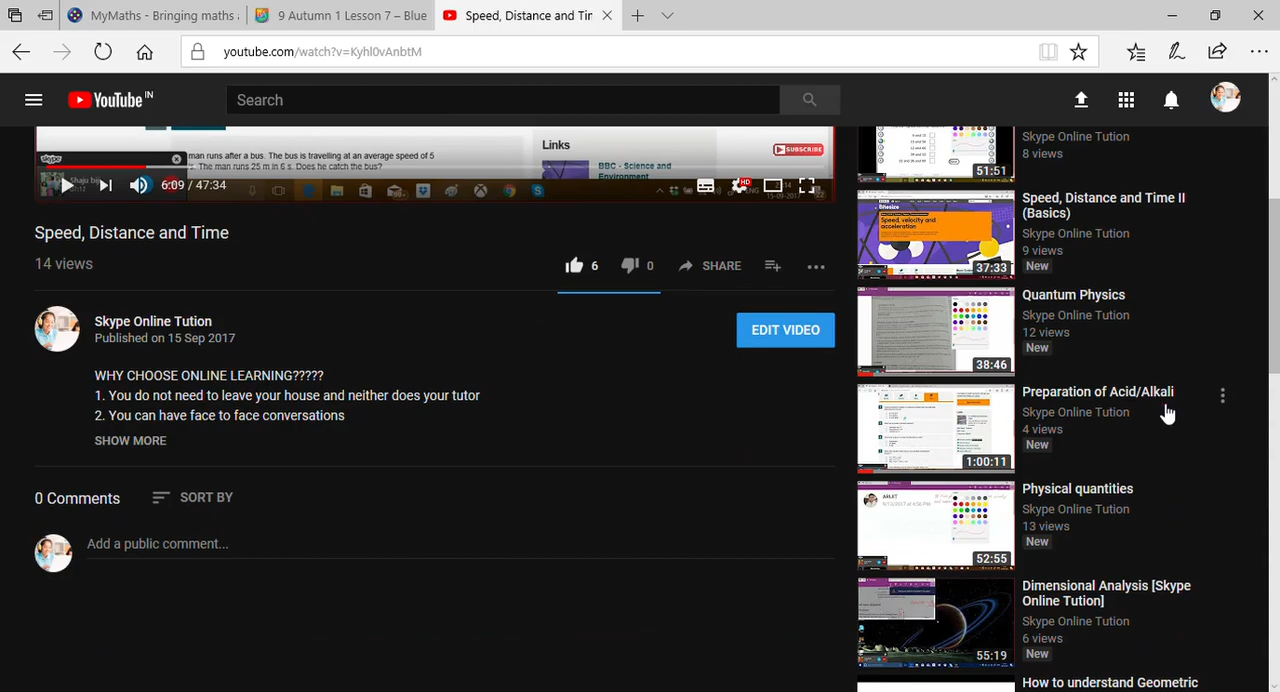 MyMaths - Bringing maths
9 Autumn 1 Lesson 7 – Blue
Speed, Distance and Tin
youtube.com/watch?v=Kyhl0vAnbtM
YouTube IN
Search
Links
SUBSCRIBE
man runs after a bus. The bus is travelling at an average speed of 5
man runs 25 m in 6 s. Does he catch the bus?
BBC - Science and
Environment
skype
6:09 / 47:34
HD
15-09-2017
Speed, Distance and Time
14 views
6
0
SHARE
Skype Online Tution
Published on 15 Sep 2017
EDIT VIDEO
WHY CHOOSE ONLINE LEARNING????
1. You do not have to leave your home and neither does your tutor
2. You can have face to face conversations
SHOW MORE
0 Comments
SORT BY
Add a public comment...
Skype Online Tution
8 views
51:51
Speed, Distance and Time II
(Basics)
Skype Online Tution
9 views
New
Bitesize
Speed, velocity and
acceleration
37:33
Quantum Physics
Skype Online Tution
12 views
New
38:46
Preparation of Acid/Alkali
Skype Online Tution
4 views
New
1:00:11
Physical quantities
Skype Online Tution
13 views
New
52:55
Dimensional Analysis [Skype
Online Tution]
Skype Online Tution
6 views
New
55:19
How to understand Geometric